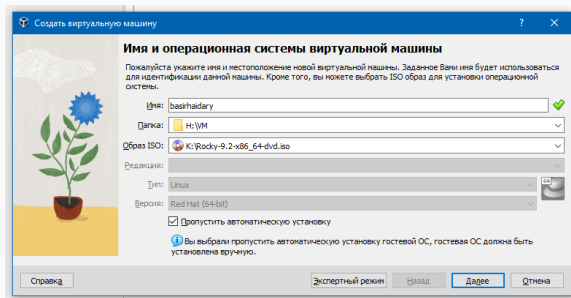 Создать виртуальную машину
? ×
Имя и операционная системы виртуальной машины
Пожалуйста укажите имя и местоположение новой виртуальной машины. Заданное Вами имя будет использоваться
для идентификации данной машины. Кроме того, вы можете выбрать ISO образ для установки операционной
системы.
Имя: basirhaidary
Папка: H:\VM
Образ ISO: K:\Rocky-9.2-x86_64-dvd.iso
Редакция:
Тип: Linux
64
Версия: Red Hat (64-bit)
Пропустить автоматическую установку
Вы выбрали пропустить автоматическую установку гостевой ОС, гостевая ОС должна быть
установлена вручную.
Справка Экспертный режим Назад Далее Отмена